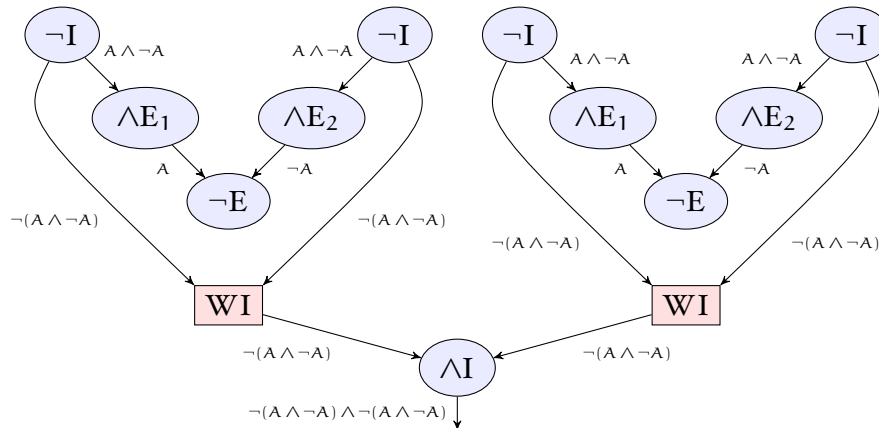 ¬I ¬I ¬I ¬I
A ∧ ¬A A ∧ ¬A A ∧ ¬A A ∧ ¬A
∧E₁ ∧E₂ ∧E₁ ∧E₂
A ¬A A ¬A
¬E ¬E
¬(A ∧ ¬A) ¬(A ∧ ¬A) ¬(A ∧ ¬A) ¬(A ∧ ¬A)
WI WI
¬(A ∧ ¬A) ¬(A ∧ ¬A)
∧I
¬(A ∧ ¬A) ∧ ¬(A ∧ ¬A)